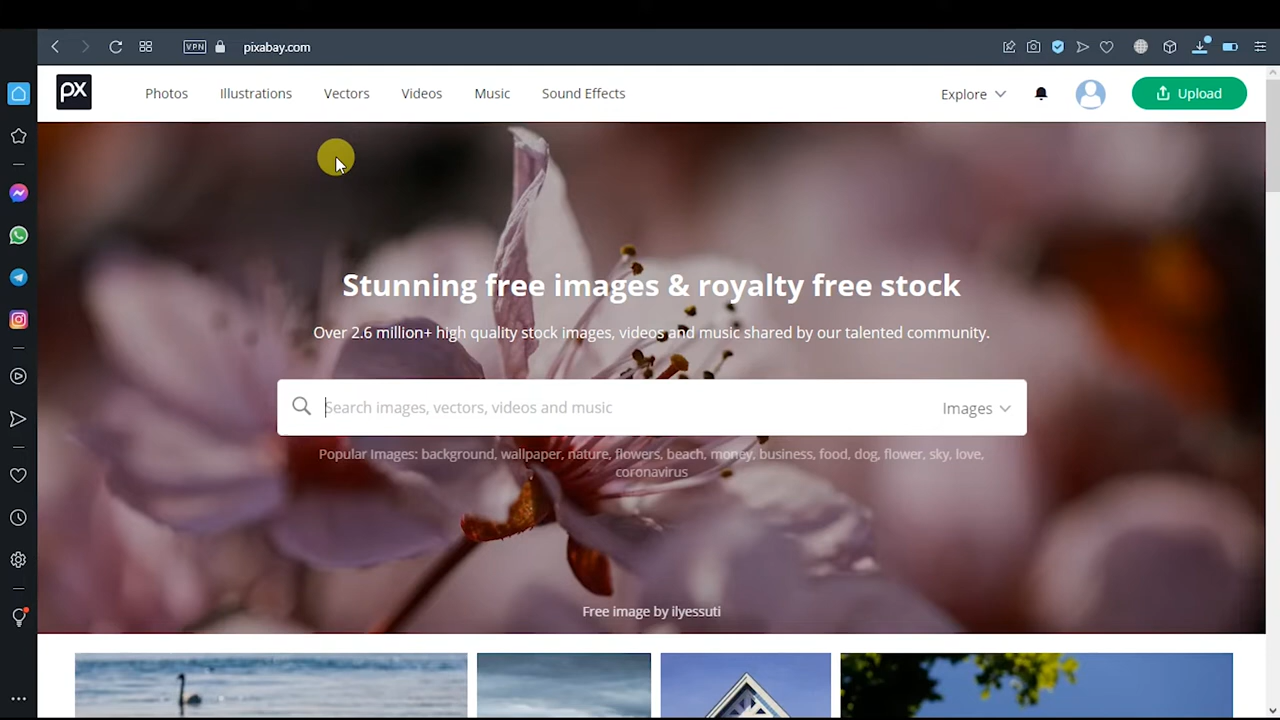 VPN pixabay.com
px Photos Illustrations Vectors Videos Music Sound Effects Explore Upload
Stunning free images & royalty free stock
Over 2.6 million+ high quality stock images, videos and music shared by our talented community.
Search images, vectors, videos and music Images
Popular Images: background, wallpaper, nature, flowers, beach, money, business, food, dog, flower, sky, love,
coronavirus
Free image by ilyessuti